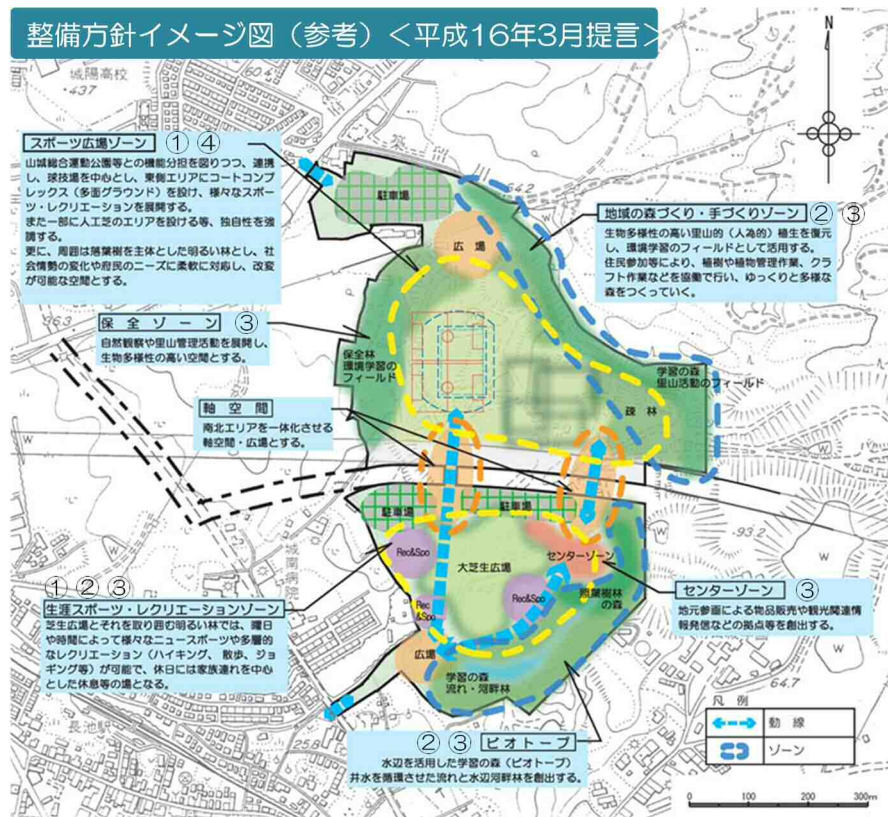 整備方針イメージ図（参考）＜平成16年3月提言＞
城陽高校
・437
60.4
N
スポーツ広場ゾーン ① ④
山城総合運動公園等との機能分担を図りつつ、連携
し、球技場を中心とし、東側エリアにコートコンプ
レックス（多面グラウンド）を設け、様々なスポー
ツ・レクリエーションを展開する。
また一部に人工芝のエリアを設ける等、独自性を強
調する。
更に、周囲は落葉樹を主体とした明るい林とし、社
会情勢の変化や府民のニーズに柔軟に対応し、改変
が可能な空間とする。
駐車場
64.2
広場
地域の森づくり・手づくりゾーン ② ③
生物多様性の高い里山的（人為的）植生を復元
し、環境学習のフィールドとして活用する。
住民参加等により、植樹や植物管理作業、クラ
フト作業などを協働で行い、ゆっくりと多様な
森をつくっていく。
保全ゾーン ③
自然観察や里山管理活動を展開し、
生物多様性の高い空間とする。
保全林
環境学習の
フィールド
学習の森
里山活動のフィールド
疎林
軸空間
南北エリアを一体化させる
軸空間・広場とする。
駐車場
駐車場
93.2
城南病院
Rec&Spo
大芝生広場
センターゾーン
Rec
&Spo
Rec&Spo
照葉樹林
の森
① ② ③
生涯スポーツ・レクリエーションゾーン
芝生広場とそれを取り囲む明るい林では、曜日
や時間によって様々なニュースポーツや多層的
なレクリエーション（ハイキング、散歩、ジョ
ギング等）が可能で、休日には家族連れを中心
とした休息等の場となる。
センターゾーン ③
地元参画による物品販売や観光関連情
報発信などの拠点等を創出する。
広場
学習の森
流れ・河畔林
64.7
長池駅
25.8
② ③ ビオトープ
水辺を活用した学習の森（ビオトープ）
井水を循環させた流れと水辺河畔林を創出する。
凡例
動線
ゾーン
0 100 200 300m